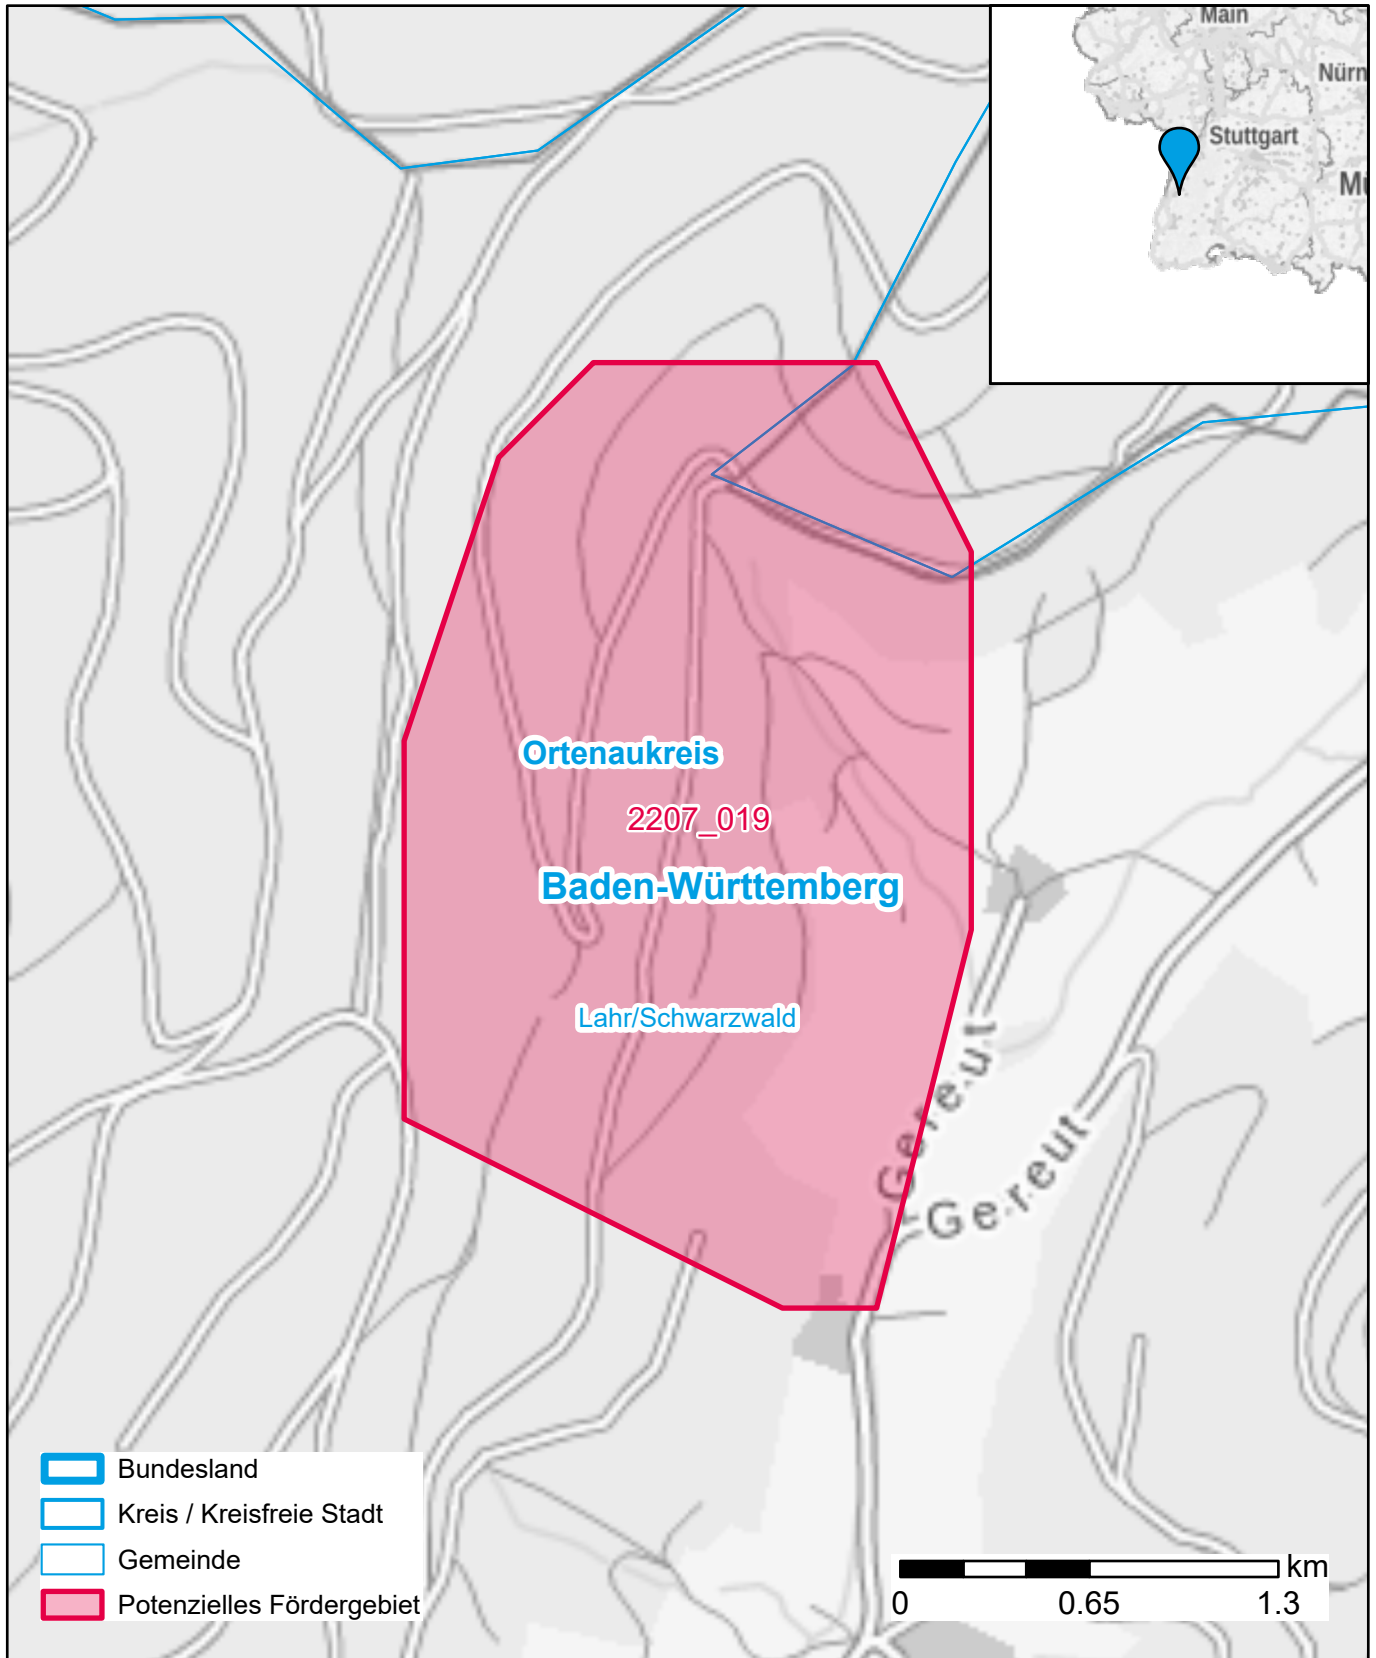 Main
Nürn
Stuttgart
Mü
Ortenaukreis
2207_019
Baden-Württemberg
Lahr/Schwarzwald
Gereut
Gereut
Bundesland
Kreis / Kreisfreie Stadt
Gemeinde
Potenzielles Fördergebiet
km
0 0.65 1.3